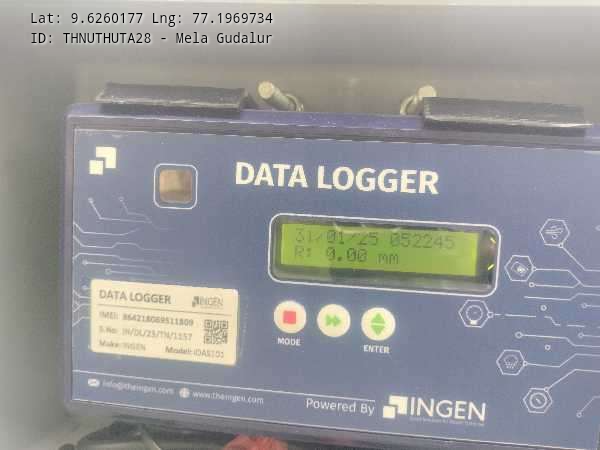 Lat: 9.6260177 Lng: 77.1969734
ID: THNUTHUTA28 - Mela Gudalur
DATA LOGGER
31/01/25 052245
R: 0.00 mm
DATA LOGGER INGEN
IMEI: 864218069511809
S.No: IN/DL/23/TN/1157
Make: INGEN Model: iDAS101
MODE
ENTER
info@theingen.com www.theingen.com
Powered By INGEN